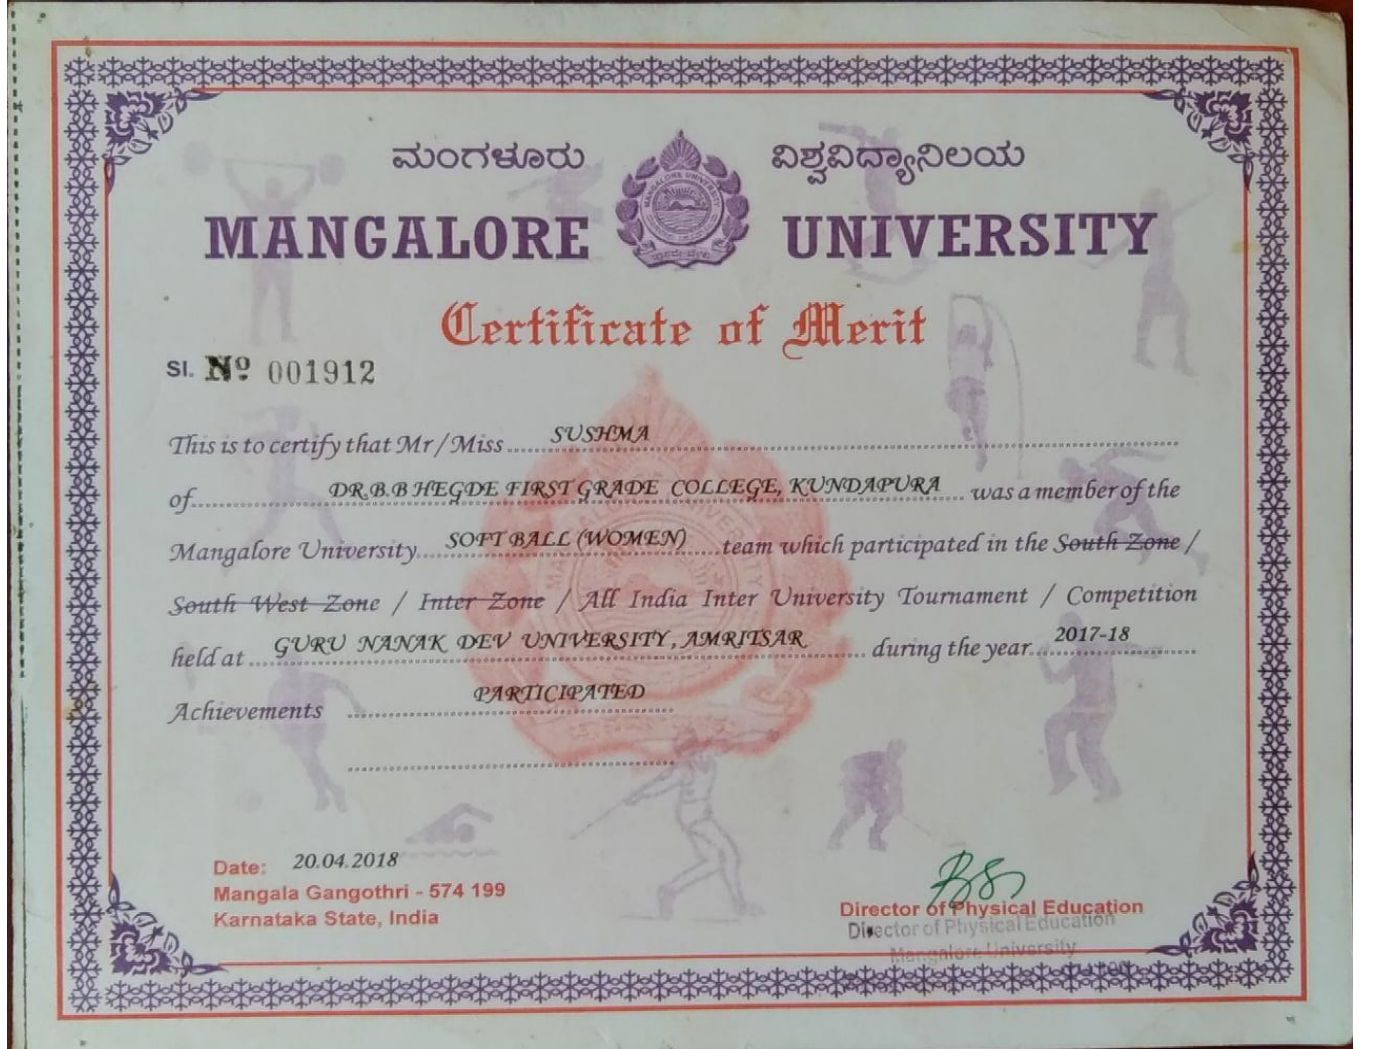 ಮಂಗಳೂರು ವಿಶ್ವವಿದ್ಯಾನಿಲಯ
MANGALORE UNIVERSITY
Certificate of Merit
Sl. Nº 001912
This is to certify that Mr/Miss SUSHMA
of DR.B.B HEGDE FIRST GRADE COLLEGE, KUNDAPURA was a member of the
Mangalore University SOFT BALL (WOMEN) team which participated in the South Zone /
South West Zone / Inter Zone / All India Inter University Tournament / Competition
held at GURU NANAK DEV UNIVERSITY, AMRITSAR during the year 2017-18
Achievements PARTICIPATED
Date: 20.04.2018
Mangala Gangothri - 574 199
Karnataka State, India
Director of Physical Education
Director of Physical Education
Mangalore University